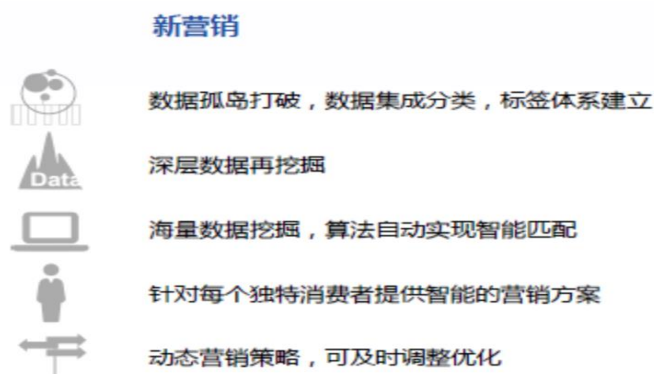 新营销
数据孤岛打破，数据集成分类，标签体系建立
Data
深层数据再挖掘
海量数据挖掘，算法自动实现智能匹配
针对每个独特消费者提供智能的营销方案
动态营销策略，可及时调整优化